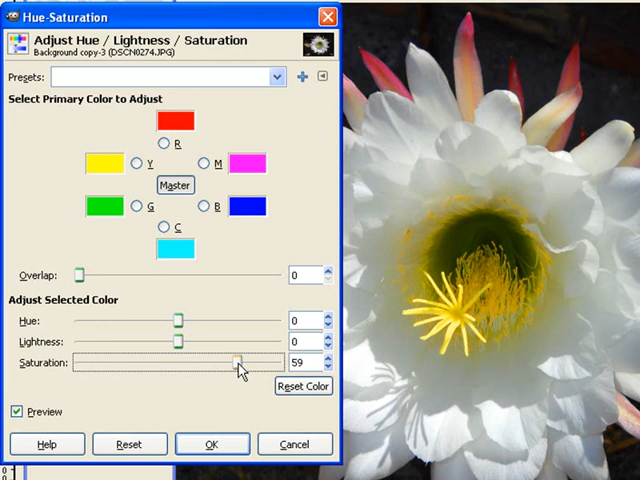 Hue-Saturation
Adjust Hue / Lightness / Saturation
Background copy-3 (DSCN0274.JPG)
Presets:
Select Primary Color to Adjust
R
Y
M
Master
G
B
C
Overlap:
0
Adjust Selected Color
Hue:
0
Lightness:
0
Saturation:
59
Reset Color
Preview
Help
Reset
OK
Cancel